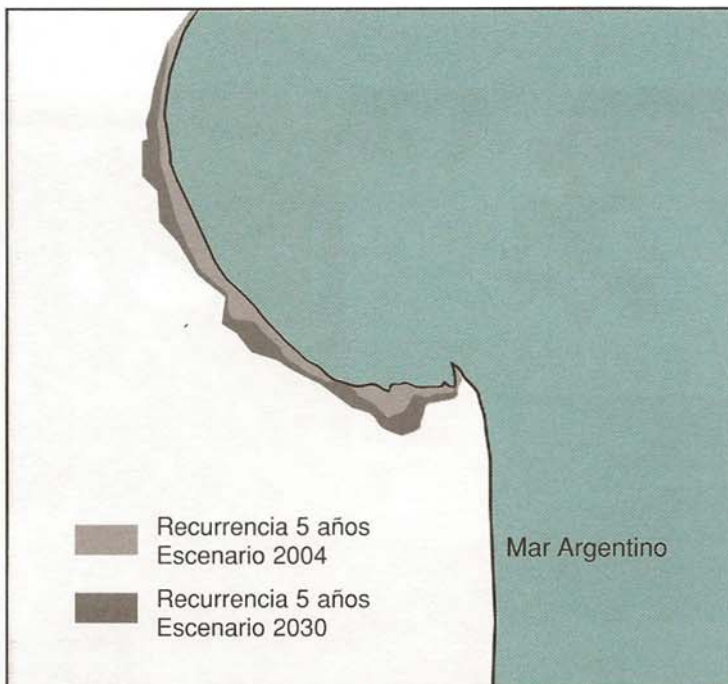 Mar Argentino
Recurrencia 5 años
Escenario 2004
Recurrencia 5 años
Escenario 2030